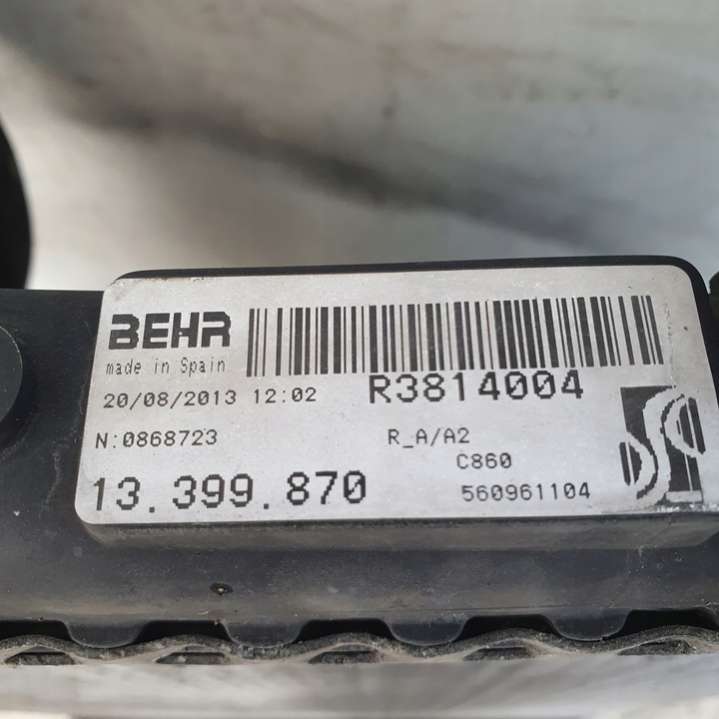 BEHR
made in Spain
20/08/2013 12:02
R3814004
N:0868723
R_A/A2
C860
13.399.870
560961104